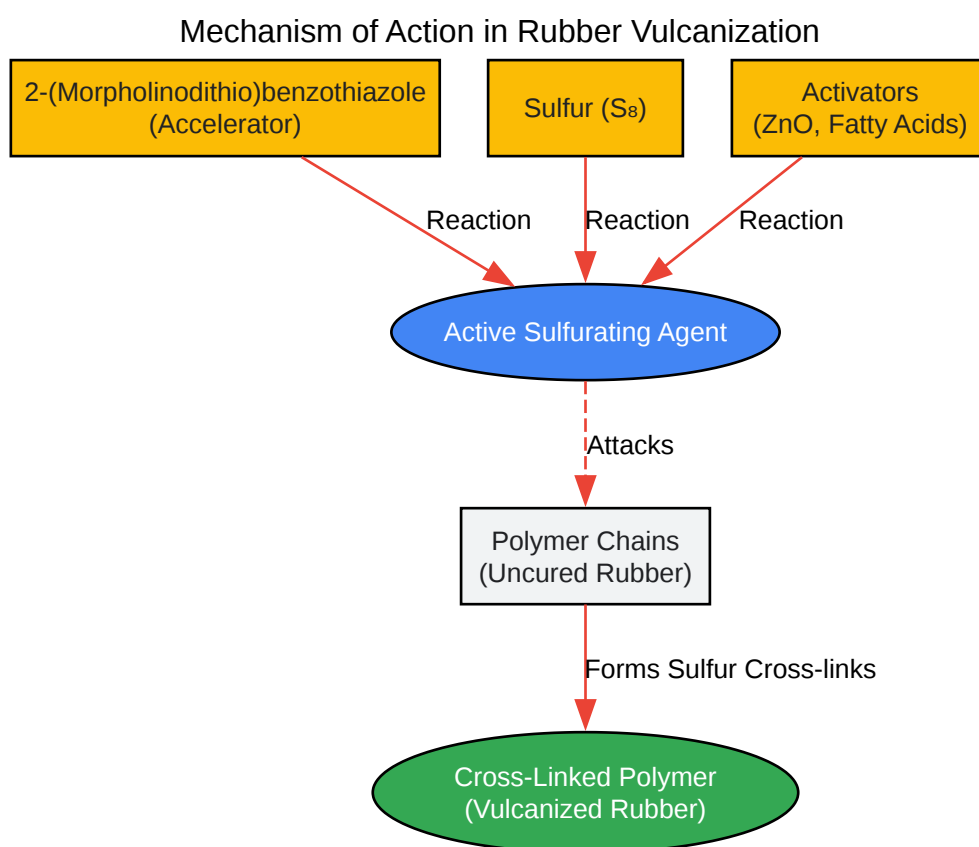 Mechanism of Action in Rubber Vulcanization
2-(Morpholinodithio)benzothiazole
(Accelerator)
Sulfur (S₈)
Activators
(ZnO, Fatty Acids)
Reaction
Reaction
Reaction
Active Sulfurating Agent
Attacks
Polymer Chains
(Uncured Rubber)
Forms Sulfur Cross-links
Cross-Linked Polymer
(Vulcanized Rubber)